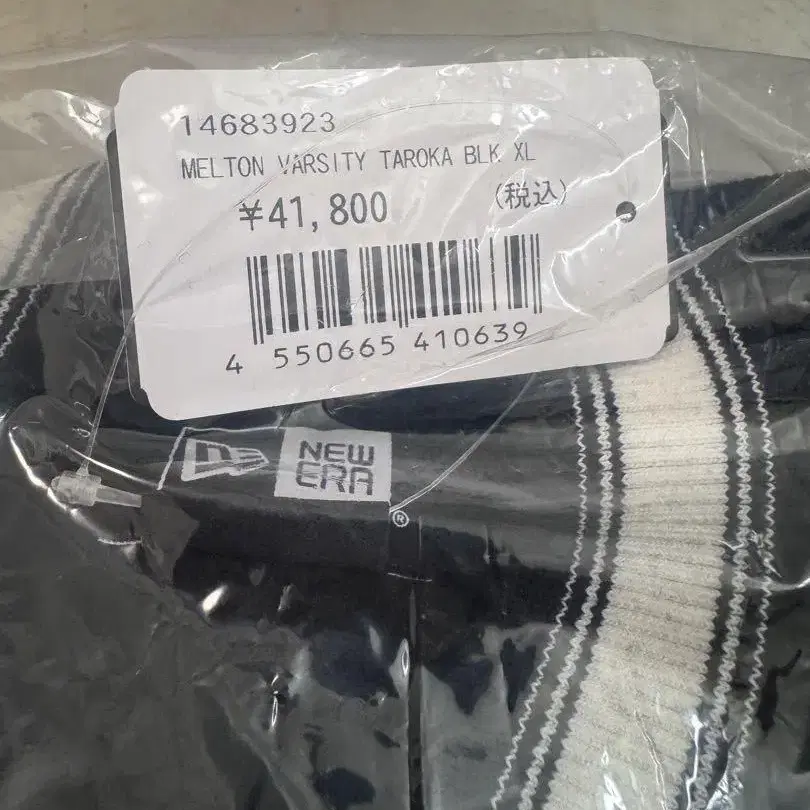 14683923
MELTON VARSITY TAROKA BLK XL
¥41,800 (税込)
4 550665 410639
NEW
ERA
®